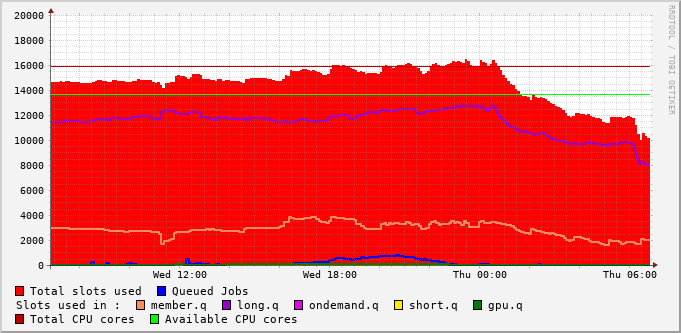 20000
18000
16000
14000
12000
10000
8000
6000
4000
2000
0
Wed 12:00 Wed 18:00 Thu 00:00 Thu 06:00
Total slots used Queued Jobs
Slots used in : member.q long.q ondemand.q short.q gpu.q
Total CPU cores Available CPU cores
RRDTOOL / TOBI OETIKER